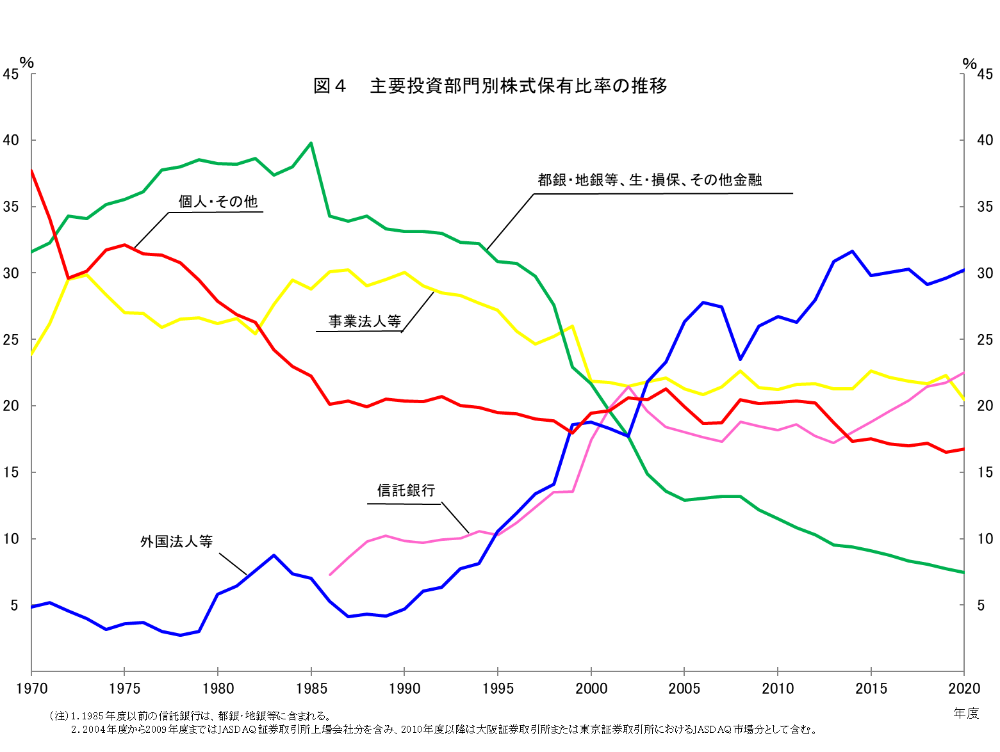 図４　主要投資部門別株式保有比率の推移
%
%
45
45
40
40
都銀・地銀等、生・損保、その他金融
個人・その他
35
35
30
30
事業法人等
25
25
20
20
信託銀行
15
15
外国法人等
10
10
5
5
1970 1975 1980 1985 1990 1995 2000 2005 2010 2015 2020
年度
（注）1.1985年度以前の信託銀行は、都銀・地銀等に含まれる。
2.2004年度から2009年度まではJASDAQ証券取引所上場会社分を含み、2010年度以降は大阪証券取引所または東京証券取引所におけるJASDAQ市場分として含む。